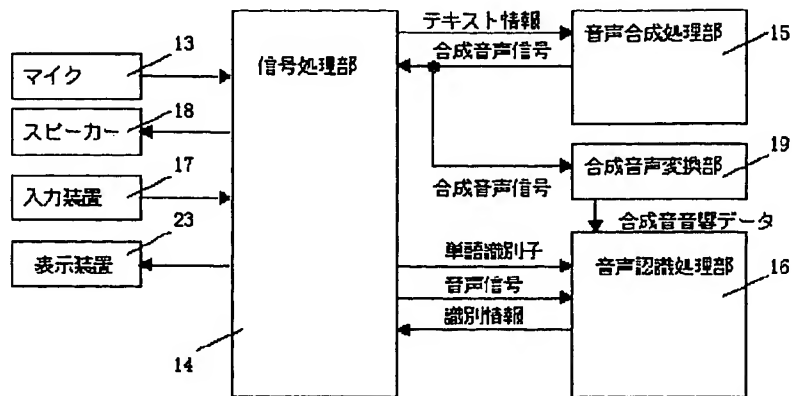 マイク
13
スピーカー
18
入力装置
17
表示装置
23
信号処理部
14
テキスト情報
合成音声信号
音声合成処理部
15
合成音声信号
合成音声変換部
19
合成音音響データ
単語識別子
音声信号
識別情報
音声認識処理部
16